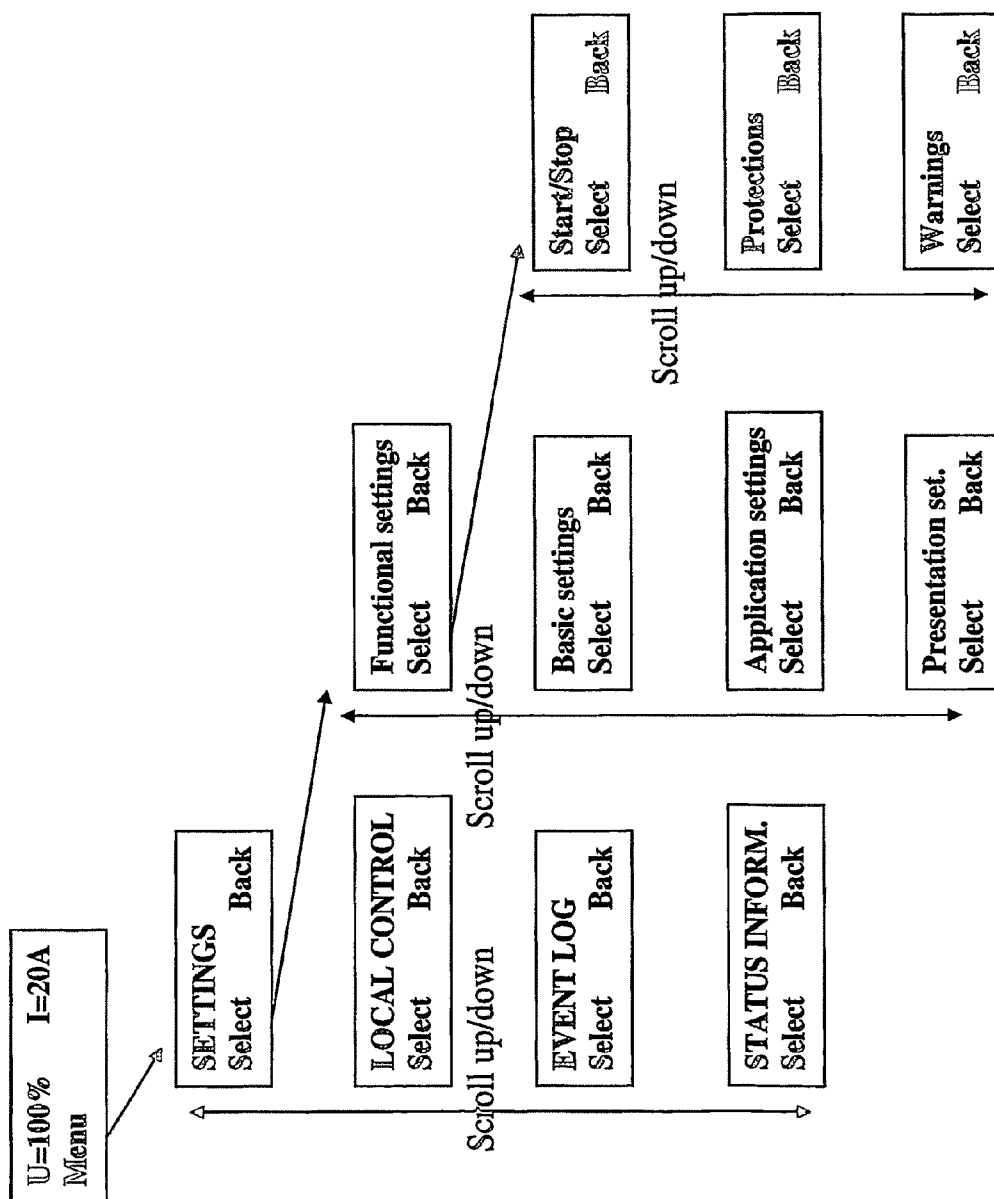 U=100% I=20A
Menu
SETTINGS
Select Back
LOCAL CONTROL
Select Back
EVENT LOG
Select Back
STATUS INFORM.
Select Back
Scroll up/down
Functional settings
Select Back
Basic settings
Select Back
Application settings
Select Back
Presentation set.
Select Back
Scroll up/down
Start/Stop
Select Back
Protections
Select Back
Warnings
Select Back
Scroll up/down